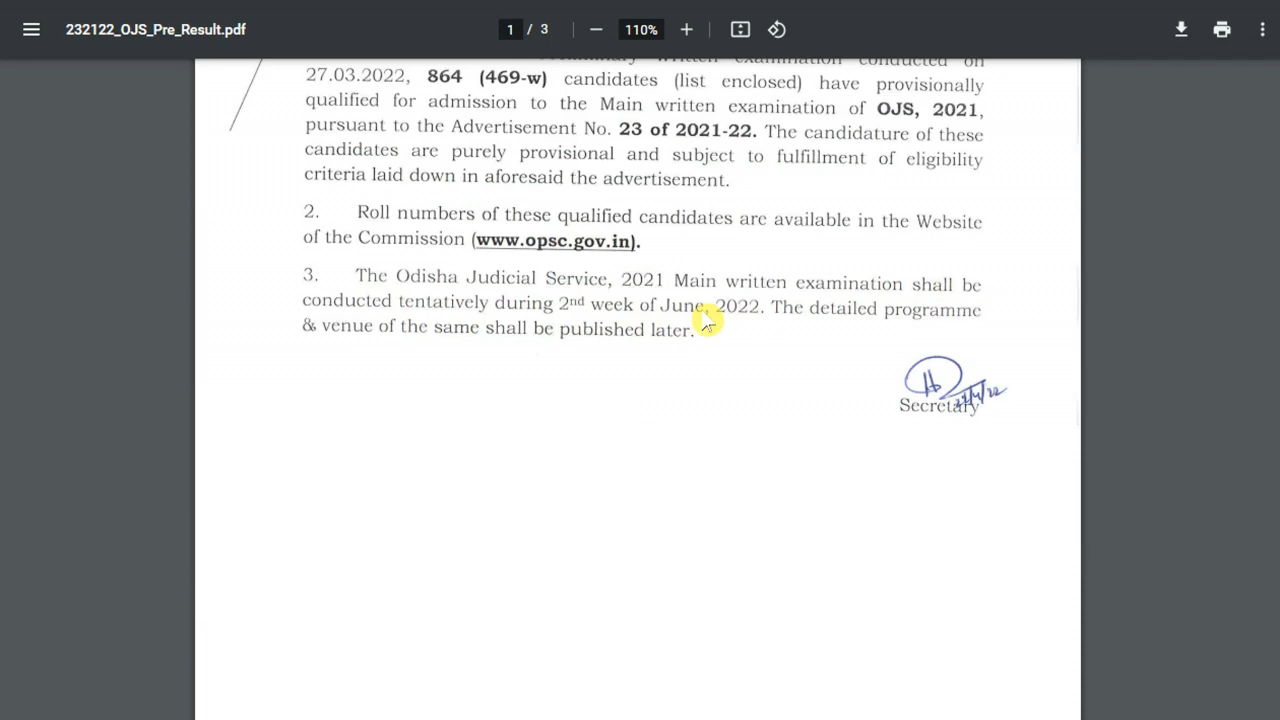 232122_OJS_Pre_Result.pdf
1 / 3
110%
written examination conducted on
27.03.2022, 864 (469-w) candidates (list enclosed) have provisionally
qualified for admission to the Main written examination of OJS, 2021,
pursuant to the Advertisement No. 23 of 2021-22. The candidature of these
candidates are purely provisional and subject to fulfillment of eligibility
criteria laid down in aforesaid the advertisement.
2. Roll numbers of these qualified candidates are available in the Website
of the Commission (www.opsc.gov.in).
3. The Odisha Judicial Service, 2021 Main written examination shall be
conducted tentatively during 2nd week of June, 2022. The detailed programme
& venue of the same shall be published later.
Secretary